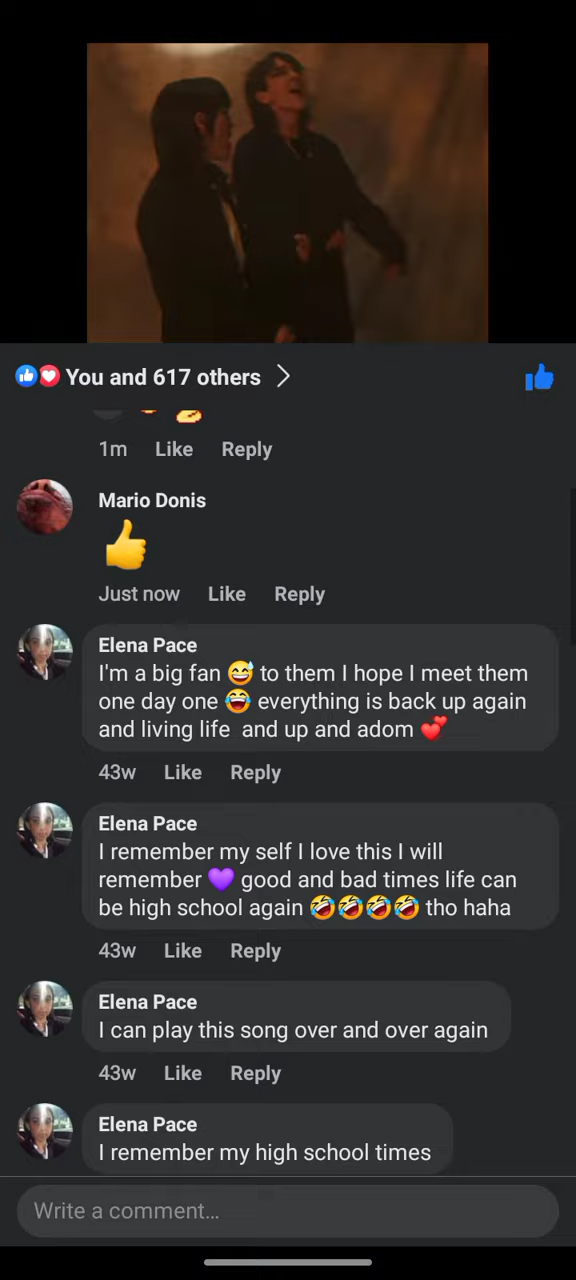 You and 617 others
1m Like Reply
Mario Donis
👍
Just now Like Reply
Elena Pace
I'm a big fan 😅 to them I hope I meet them
one day one 😂 everything is back up again
and living life  and up and adom 💕
43w Like Reply
Elena Pace
I remember my self I love this I will
remember 💜 good and bad times life can
be high school again 🤣🤣🤣🤣 tho haha
43w Like Reply
Elena Pace
I can play this song over and over again
43w Like Reply
Elena Pace
I remember my high school times
Write a comment...